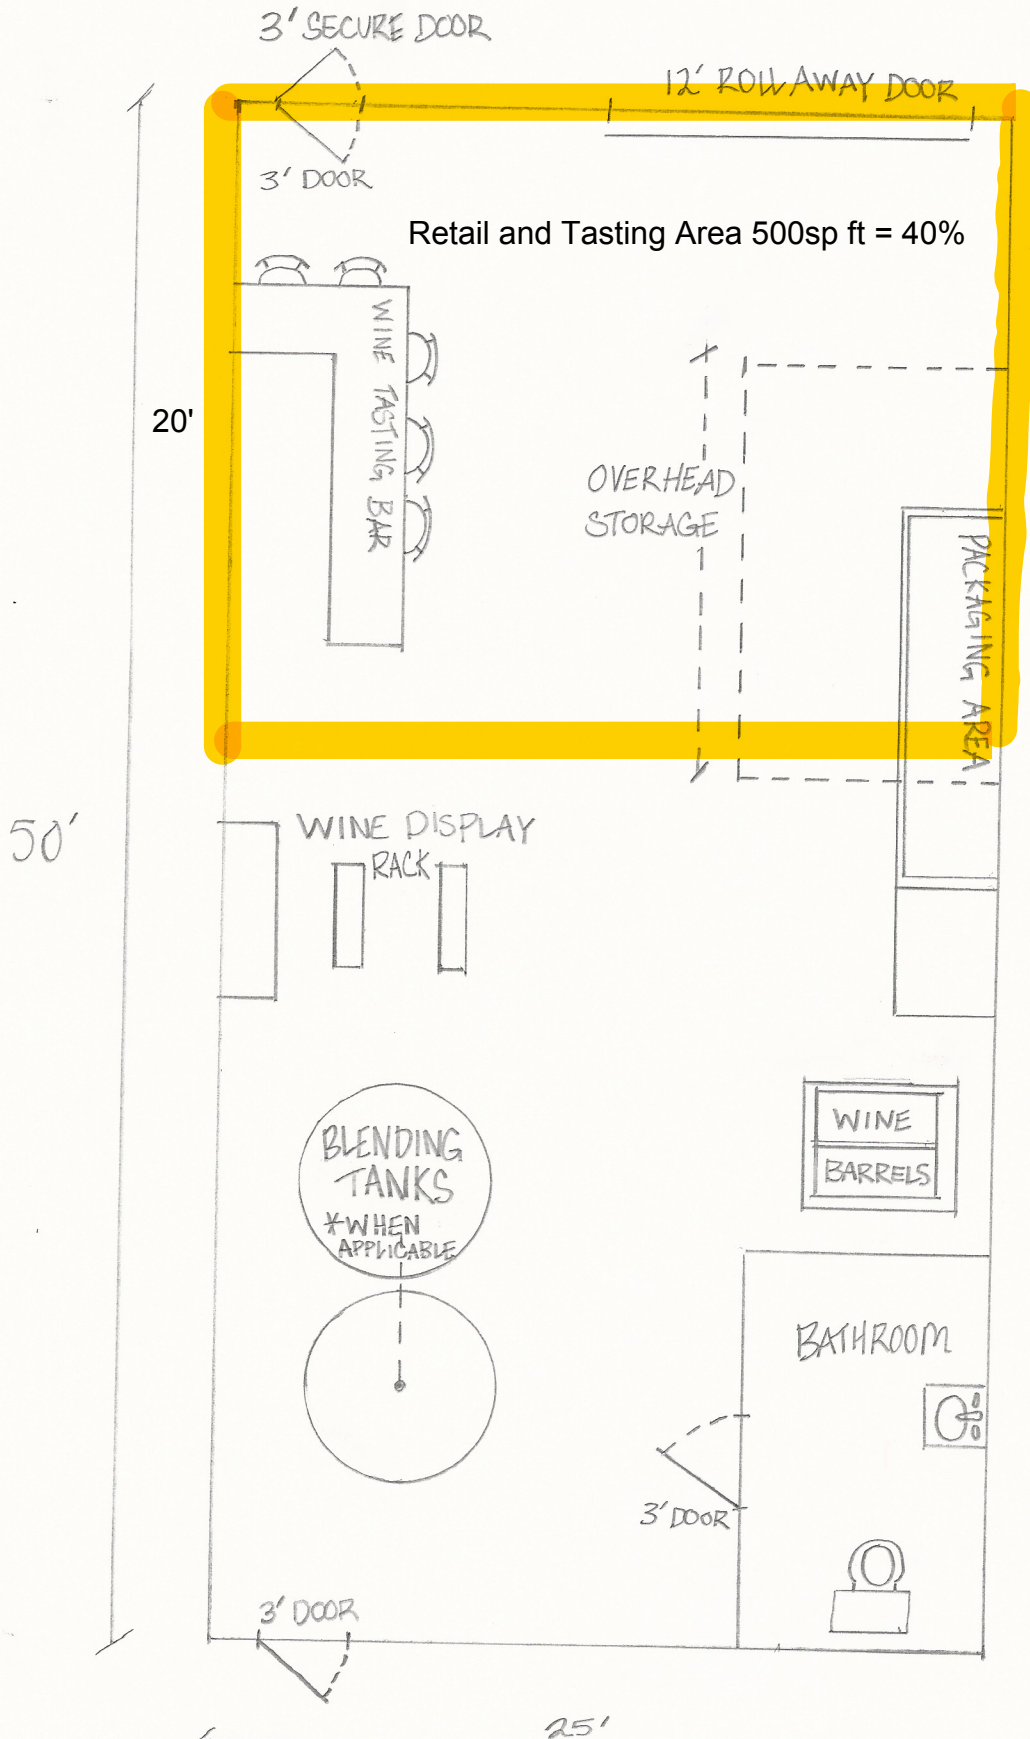 3' SECURE DOOR
12' ROLLAWAY DOOR
3' DOOR
Retail and Tasting Area 500sp ft = 40%
WINE TASTING BAR
20'
OVERHEAD
STORAGE
PACKAGING AREA
50'
WINE DISPLAY
RACK
BLENDING
TANKS
*WHEN
APPLICABLE
WINE
BARRELS
BATHROOM
3' DOOR
3' DOOR
25'